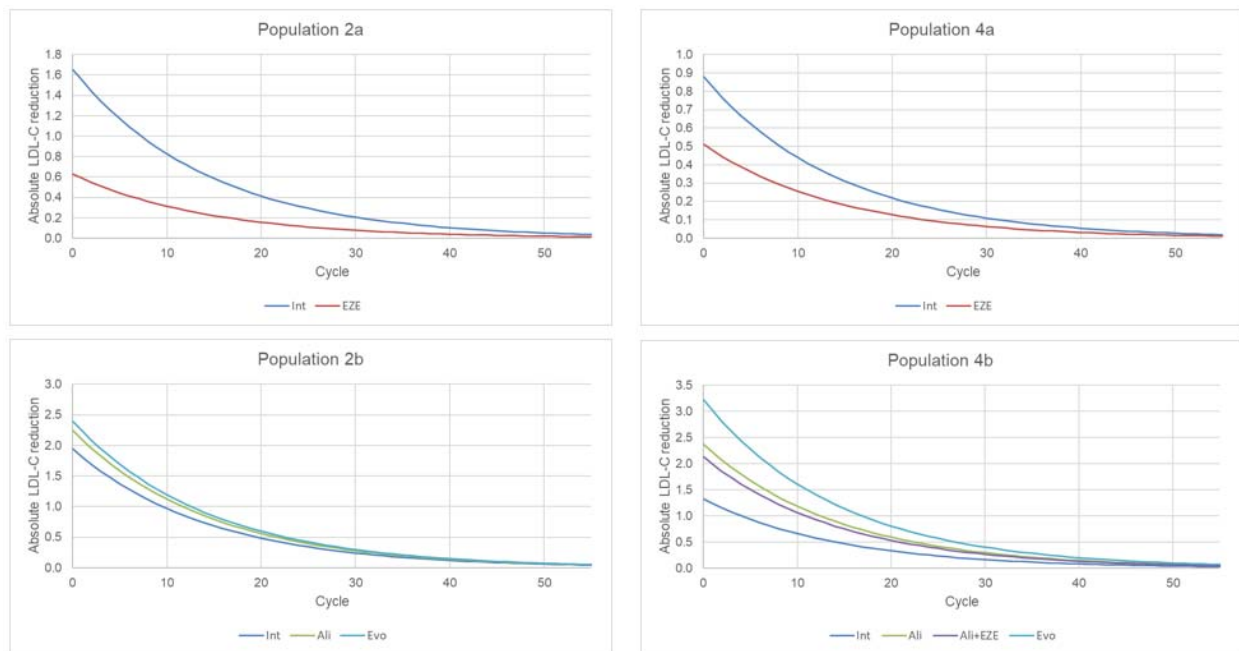 Population 2a
Absolute LDL-C reduction
1.8
1.6
1.4
1.2
1.0
0.8
0.6
0.4
0.2
0.0
0 10 20 30 40 50
Cycle
Int EZE
Population 4a
Absolute LDL-C reduction
1.0
0.9
0.8
0.7
0.6
0.5
0.4
0.3
0.2
0.1
0.0
0 10 20 30 40 50
Cycle
Int EZE
Population 2b
Absolute LDL-C reduction
3.0
2.5
2.0
1.5
1.0
0.5
0.0
0 10 20 30 40 50
Cycle
Int Ali Evo
Population 4b
Absolute LDL-C reduction
3.5
3.0
2.5
2.0
1.5
1.0
0.5
0.0
0 10 20 30 40 50
Cycle
Int Ali Ali+EZE Evo